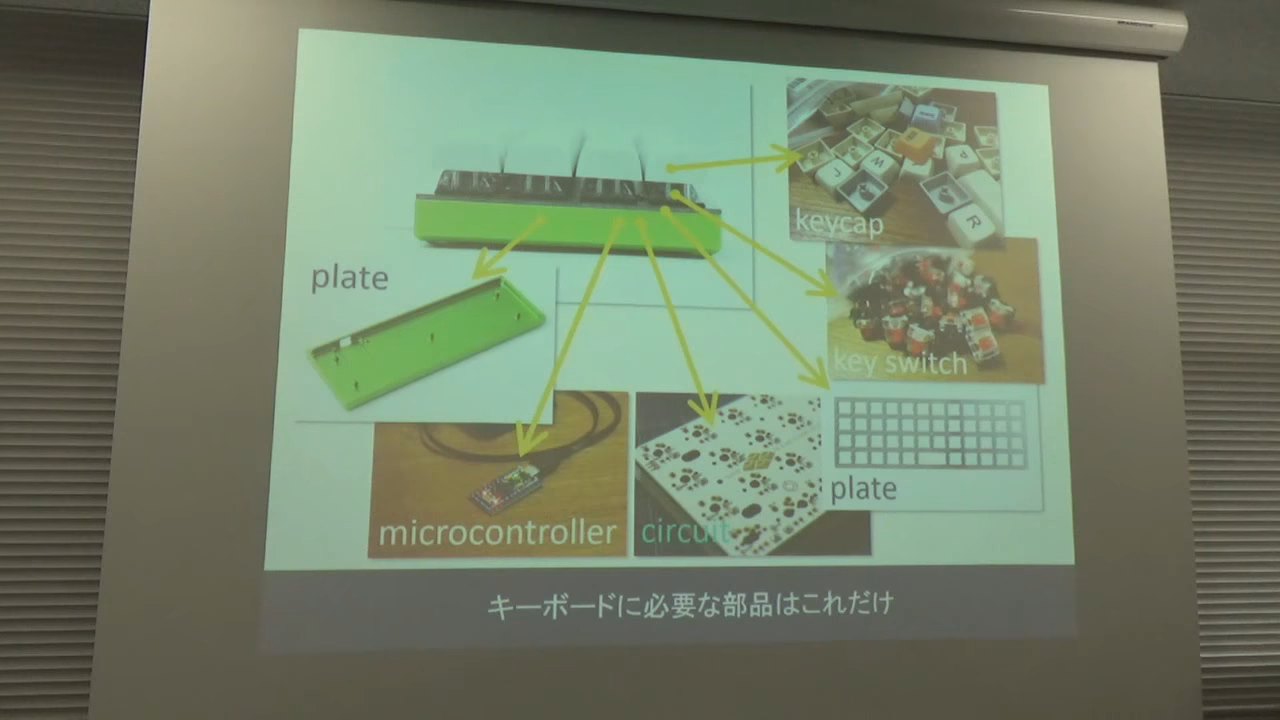 keycap
plate
key switch
plate
microcontroller
circuit
キーボードに必要な部品はこれだけ
J
W
P
R